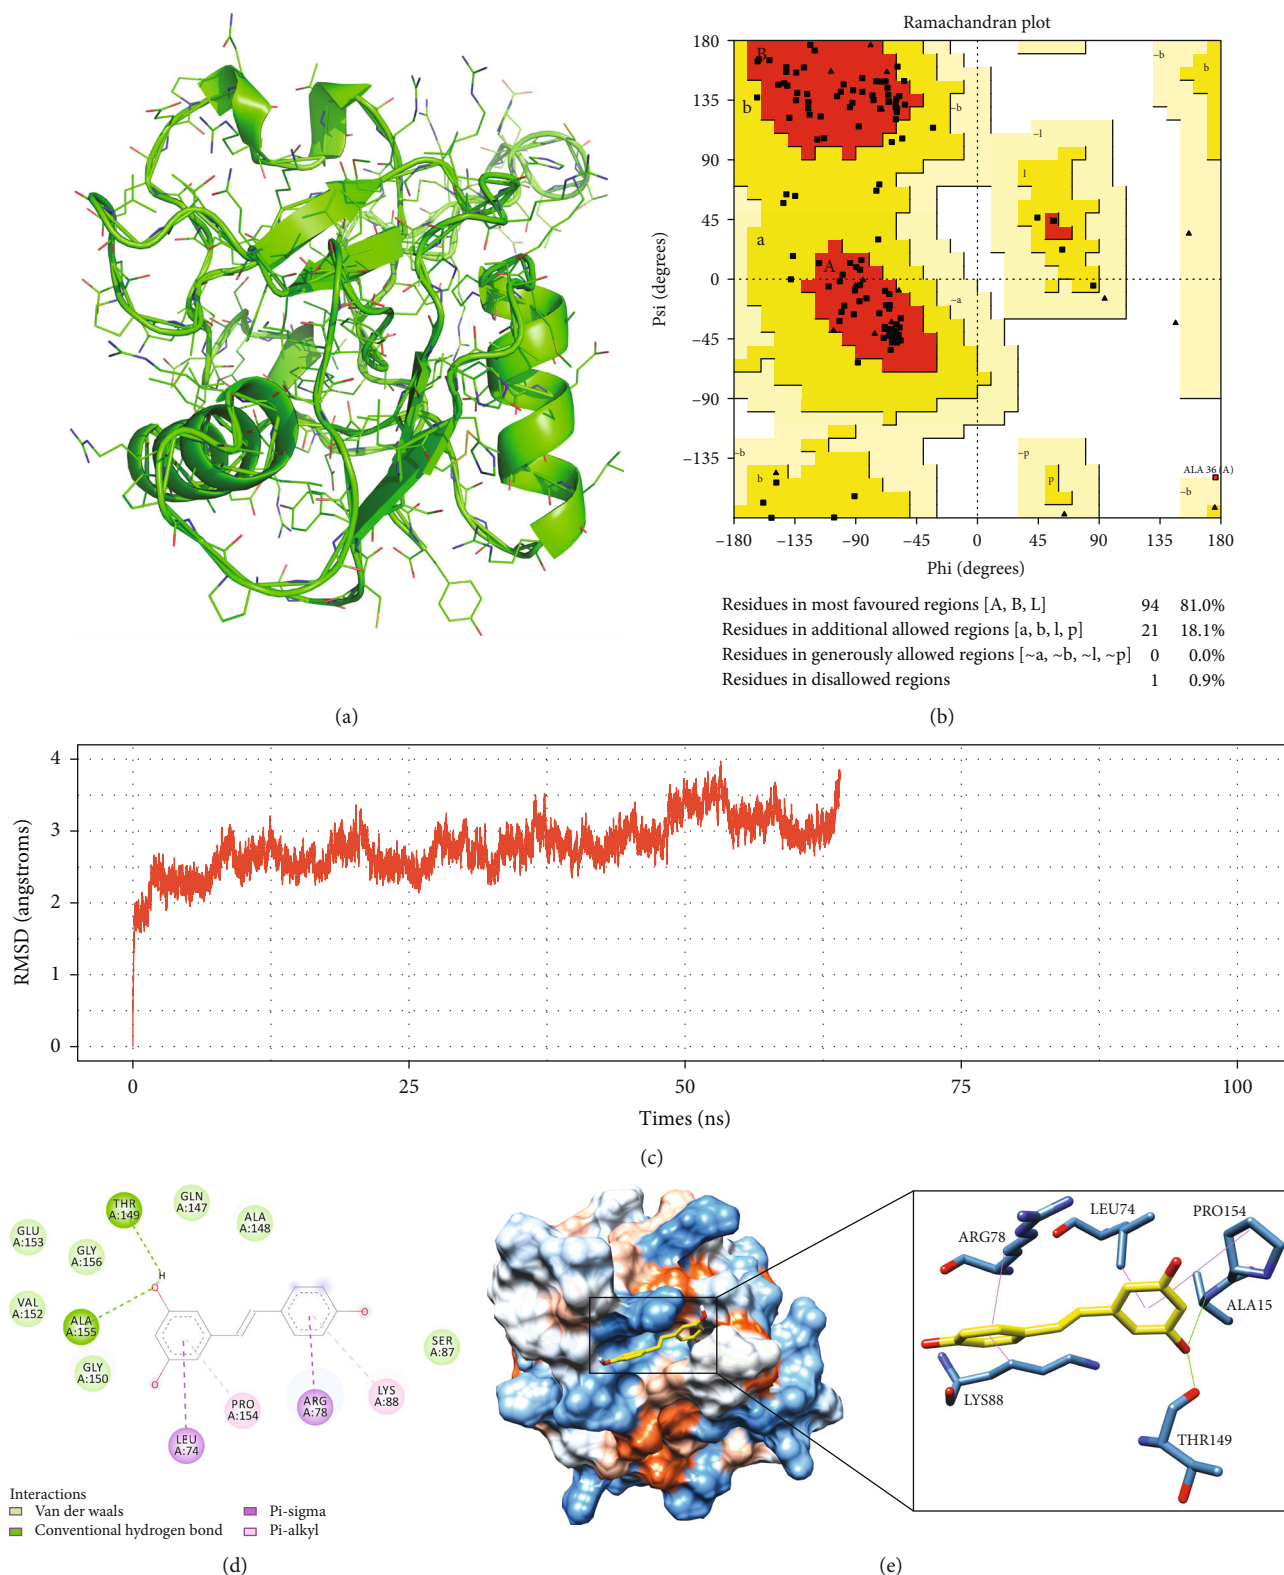 Ramachandran plot
Psi (degrees)
180
135
90
45
0
−45
−90
−135
B
b
a
A
~b
~b
b
~l
l
~a
~b
b
~p
p
ALA 36 (A)
~b
−180 −135 −90 −45 0 45 90 135 180
Phi (degrees)
Residues in most favoured regions [A, B, L] 94 81.0%
Residues in additional allowed regions [a, b, l, p] 21 18.1%
Residues in generously allowed regions [~a, ~b, ~l, ~p] 0 0.0%
Residues in disallowed regions 1 0.9%
(a)
(b)
RMSD (angstroms)
4
3
2
1
0
0 25 50 75 100
Times (ns)
(c)
THR
A:149
GLN
A:147
ALA
A:148
GLU
A:153
GLY
A:156
VAL
A:152
ALA
A:155
GLY
A:150
H
O
O
O
SER
A:87
LYS
A:88
ARG
A:78
PRO
A:154
LEU
A:74
Interactions
Van der waals
Conventional hydrogen bond
Pi-sigma
Pi-alkyl
(d)
ARG78
LEU74
PRO154
ALA15
LYS88
THR149
(e)